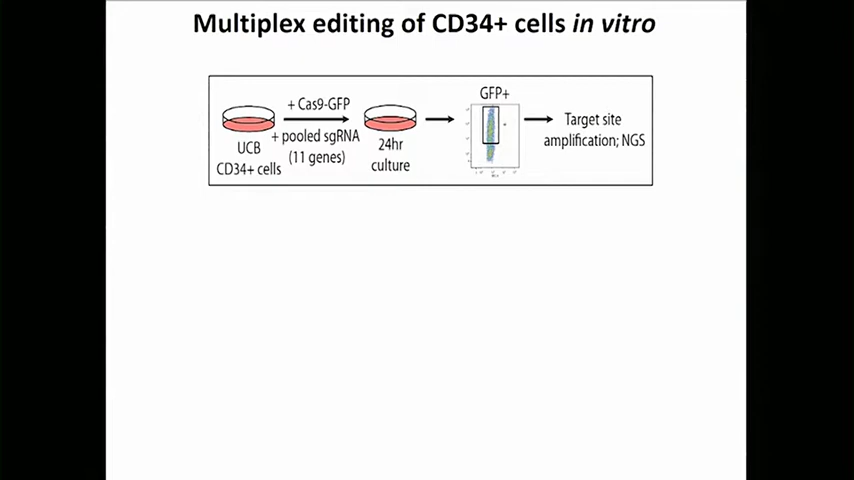 Multiplex editing of CD34+ cells in vitro
+ Cas9-GFP
+ pooled sgRNA
(11 genes)
UCB
CD34+ cells
24hr
culture
GFP+
Target site
amplification; NGS